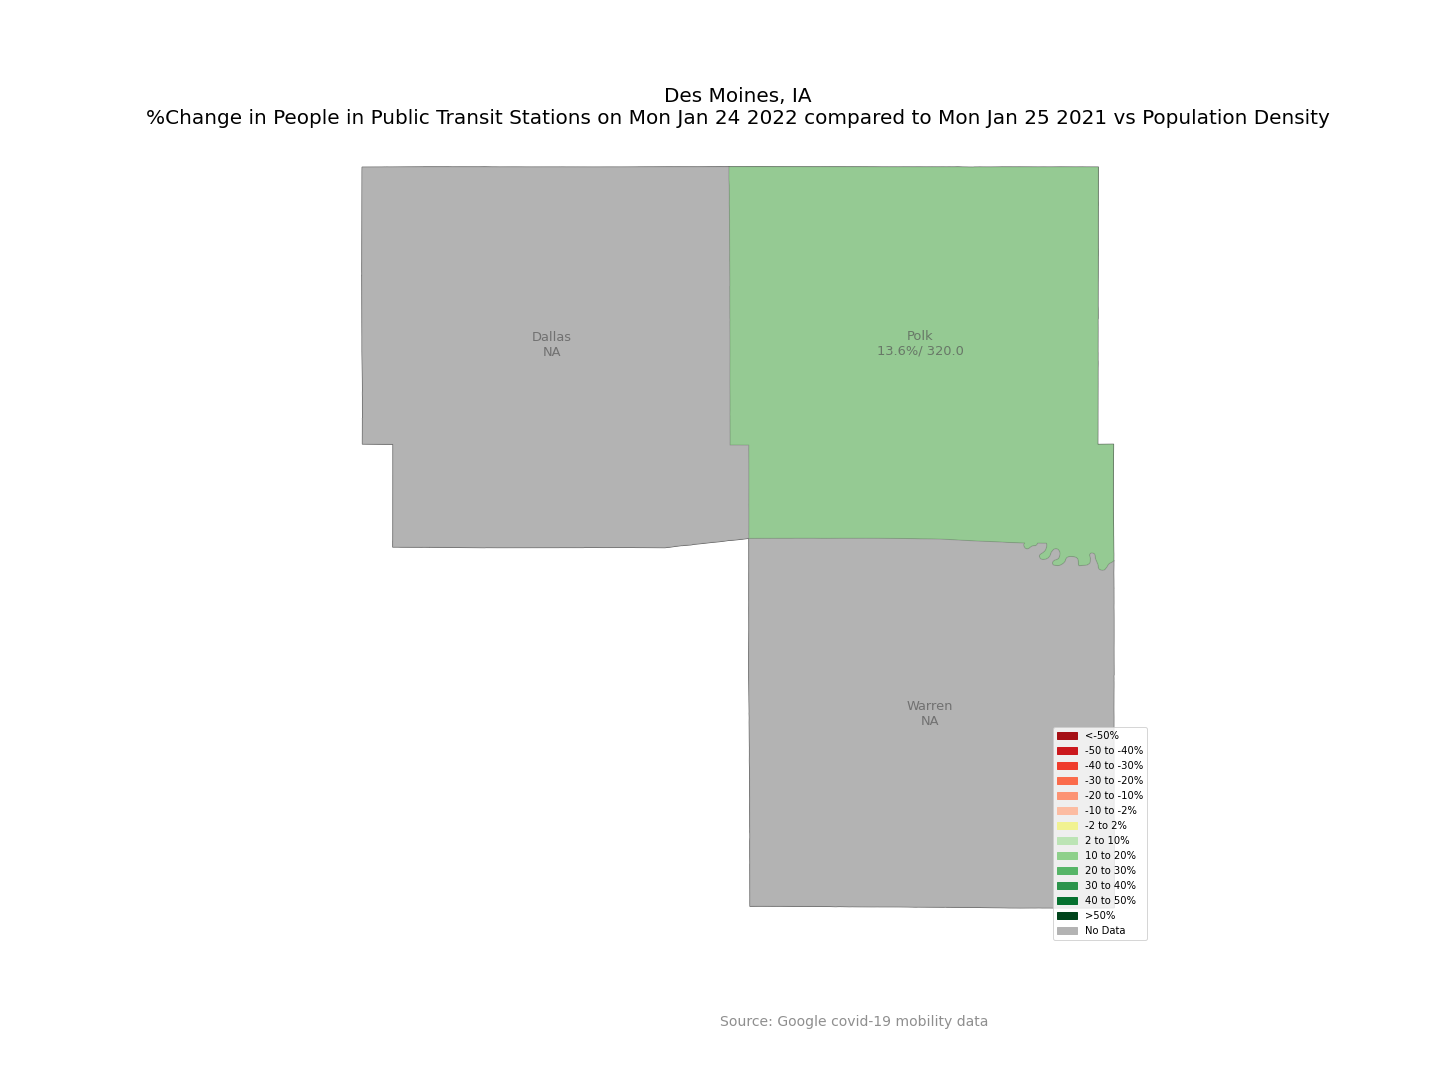 Des Moines, IA
%Change in People in Public Transit Stations on Mon Jan 24 2022 compared to Mon Jan 25 2021 vs Population Density
Dallas
NA
Polk
13.6%/ 320.0
Warren
NA
<-50%
-50 to -40%
-40 to -30%
-30 to -20%
-20 to -10%
-10 to -2%
-2 to 2%
2 to 10%
10 to 20%
20 to 30%
30 to 40%
40 to 50%
>50%
No Data
Source: Google covid-19 mobility data